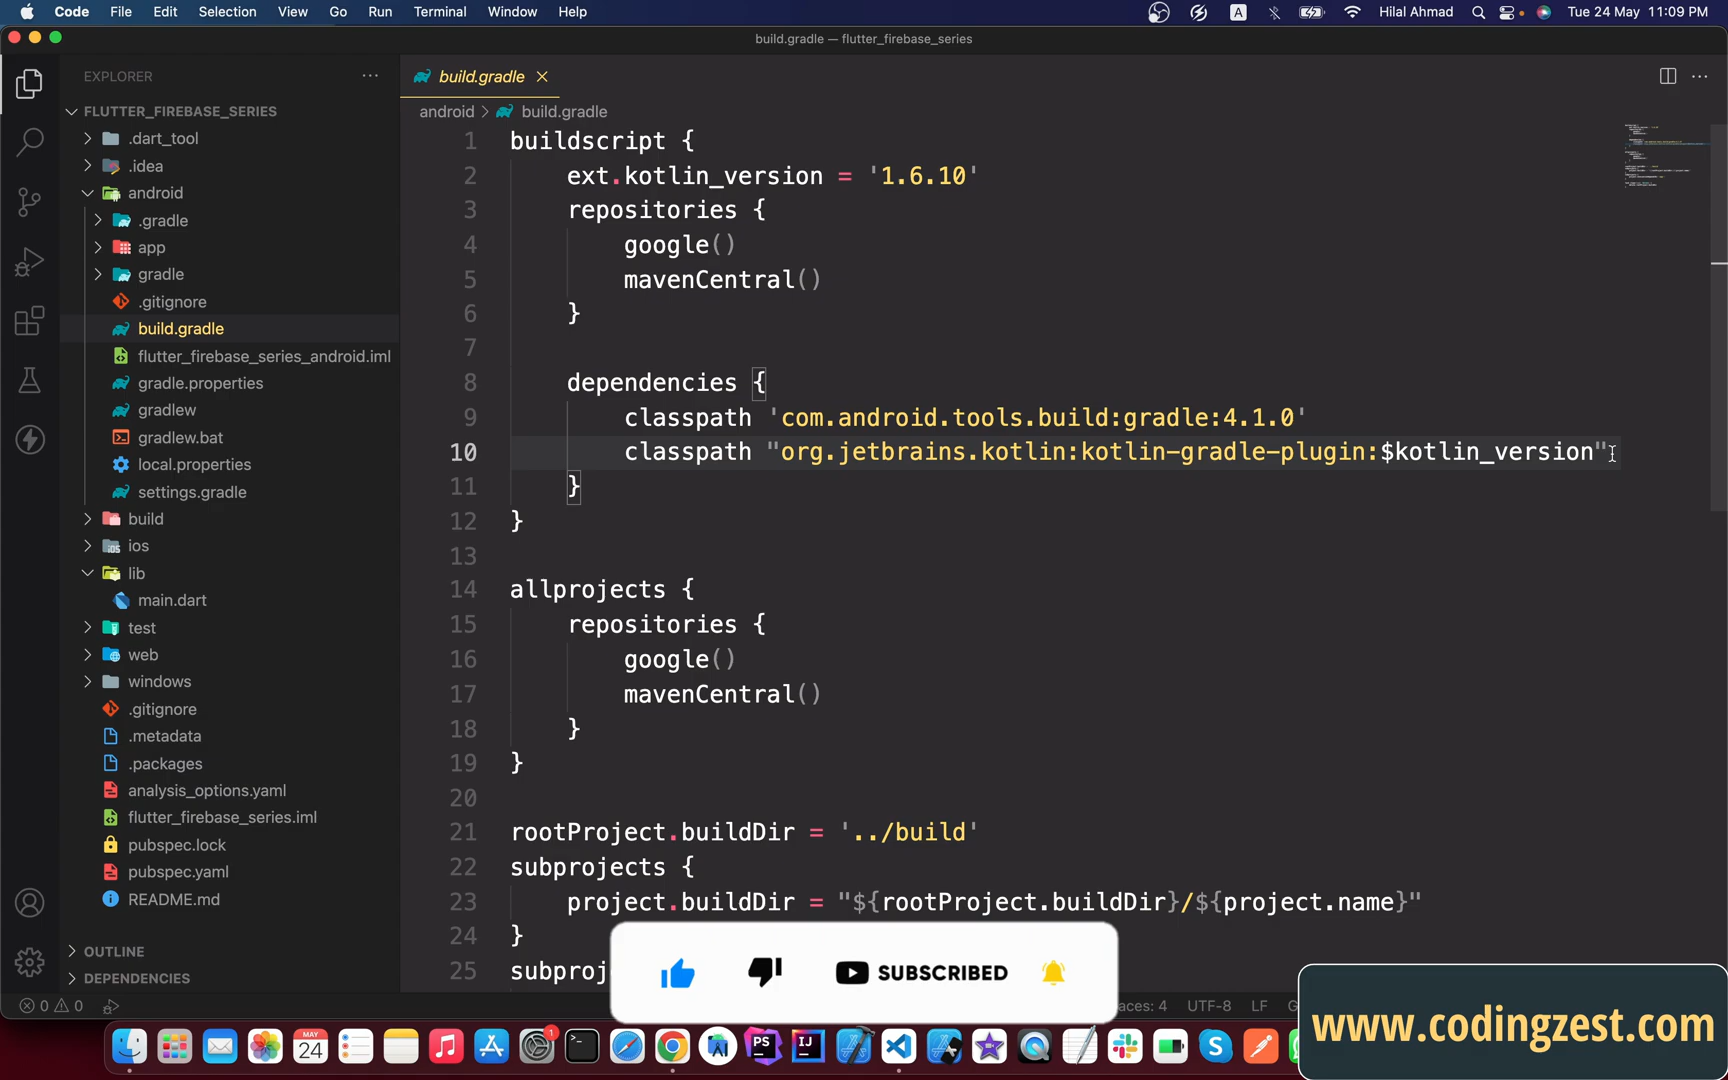 Code File Edit Selection View Go Run Terminal Window Help A Hilal Ahmad Tue 24 May 11:09 PM
build.gradle — flutter_firebase_series
EXPLORER
FLUTTER_FIREBASE_SERIES
.dart_tool
.idea
android
.gradle
app
gradle
.gitignore
build.gradle
flutter_firebase_series_android.iml
gradle.properties
gradlew
gradlew.bat
local.properties
settings.gradle
build
ios
lib
main.dart
test
web
windows
.gitignore
.metadata
.packages
analysis_options.yaml
flutter_firebase_series.iml
pubspec.lock
pubspec.yaml
README.md
OUTLINE
DEPENDENCIES
0 0
build.gradle
android > build.gradle
1 buildscript {
2 ext.kotlin_version = '1.6.10'
3 repositories {
4 google()
5 mavenCentral()
6 }
7
8 dependencies {
9 classpath 'com.android.tools.build:gradle:4.1.0'
10 classpath "org.jetbrains.kotlin:kotlin-gradle-plugin:$kotlin_version"
11 }
12 }
13
14 allprojects {
15 repositories {
16 google()
17 mavenCentral()
18 }
19 }
20
21 rootProject.buildDir = '../build'
22 subprojects {
23 project.buildDir = "${rootProject.buildDir}/${project.name}"
24 }
25 subproj
SUBSCRIBED
aces: 4 UTF-8 LF G
www.codingzest.com
MAY
24
1
PS
IJ